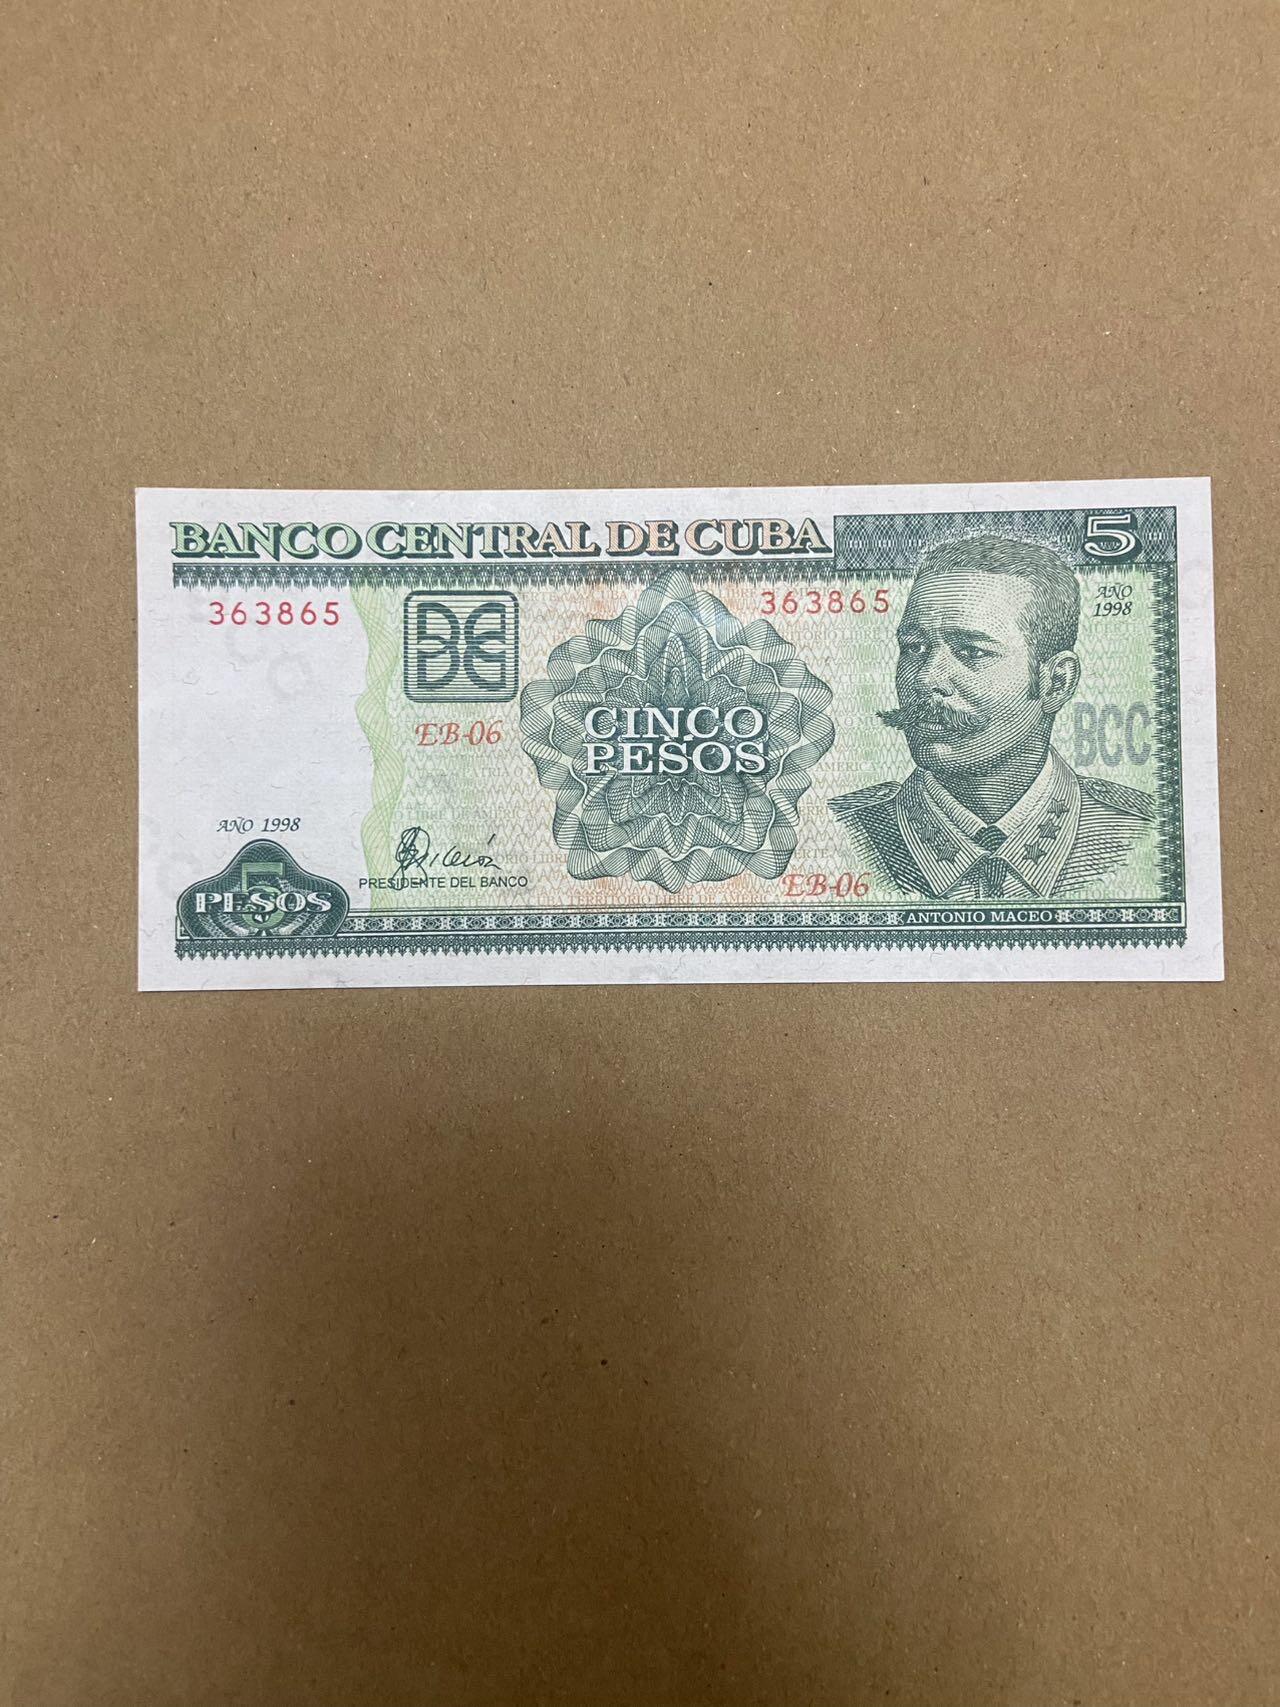 BANCO CENTRAL DE CUBA
5
363865
363865
AÑO
1998
CINCO
PESOS
BCC
EB-06
AÑO 1998
PRESIDENTE DEL BANCO
EB-06
5
PESOS
ANTONIO MACEO